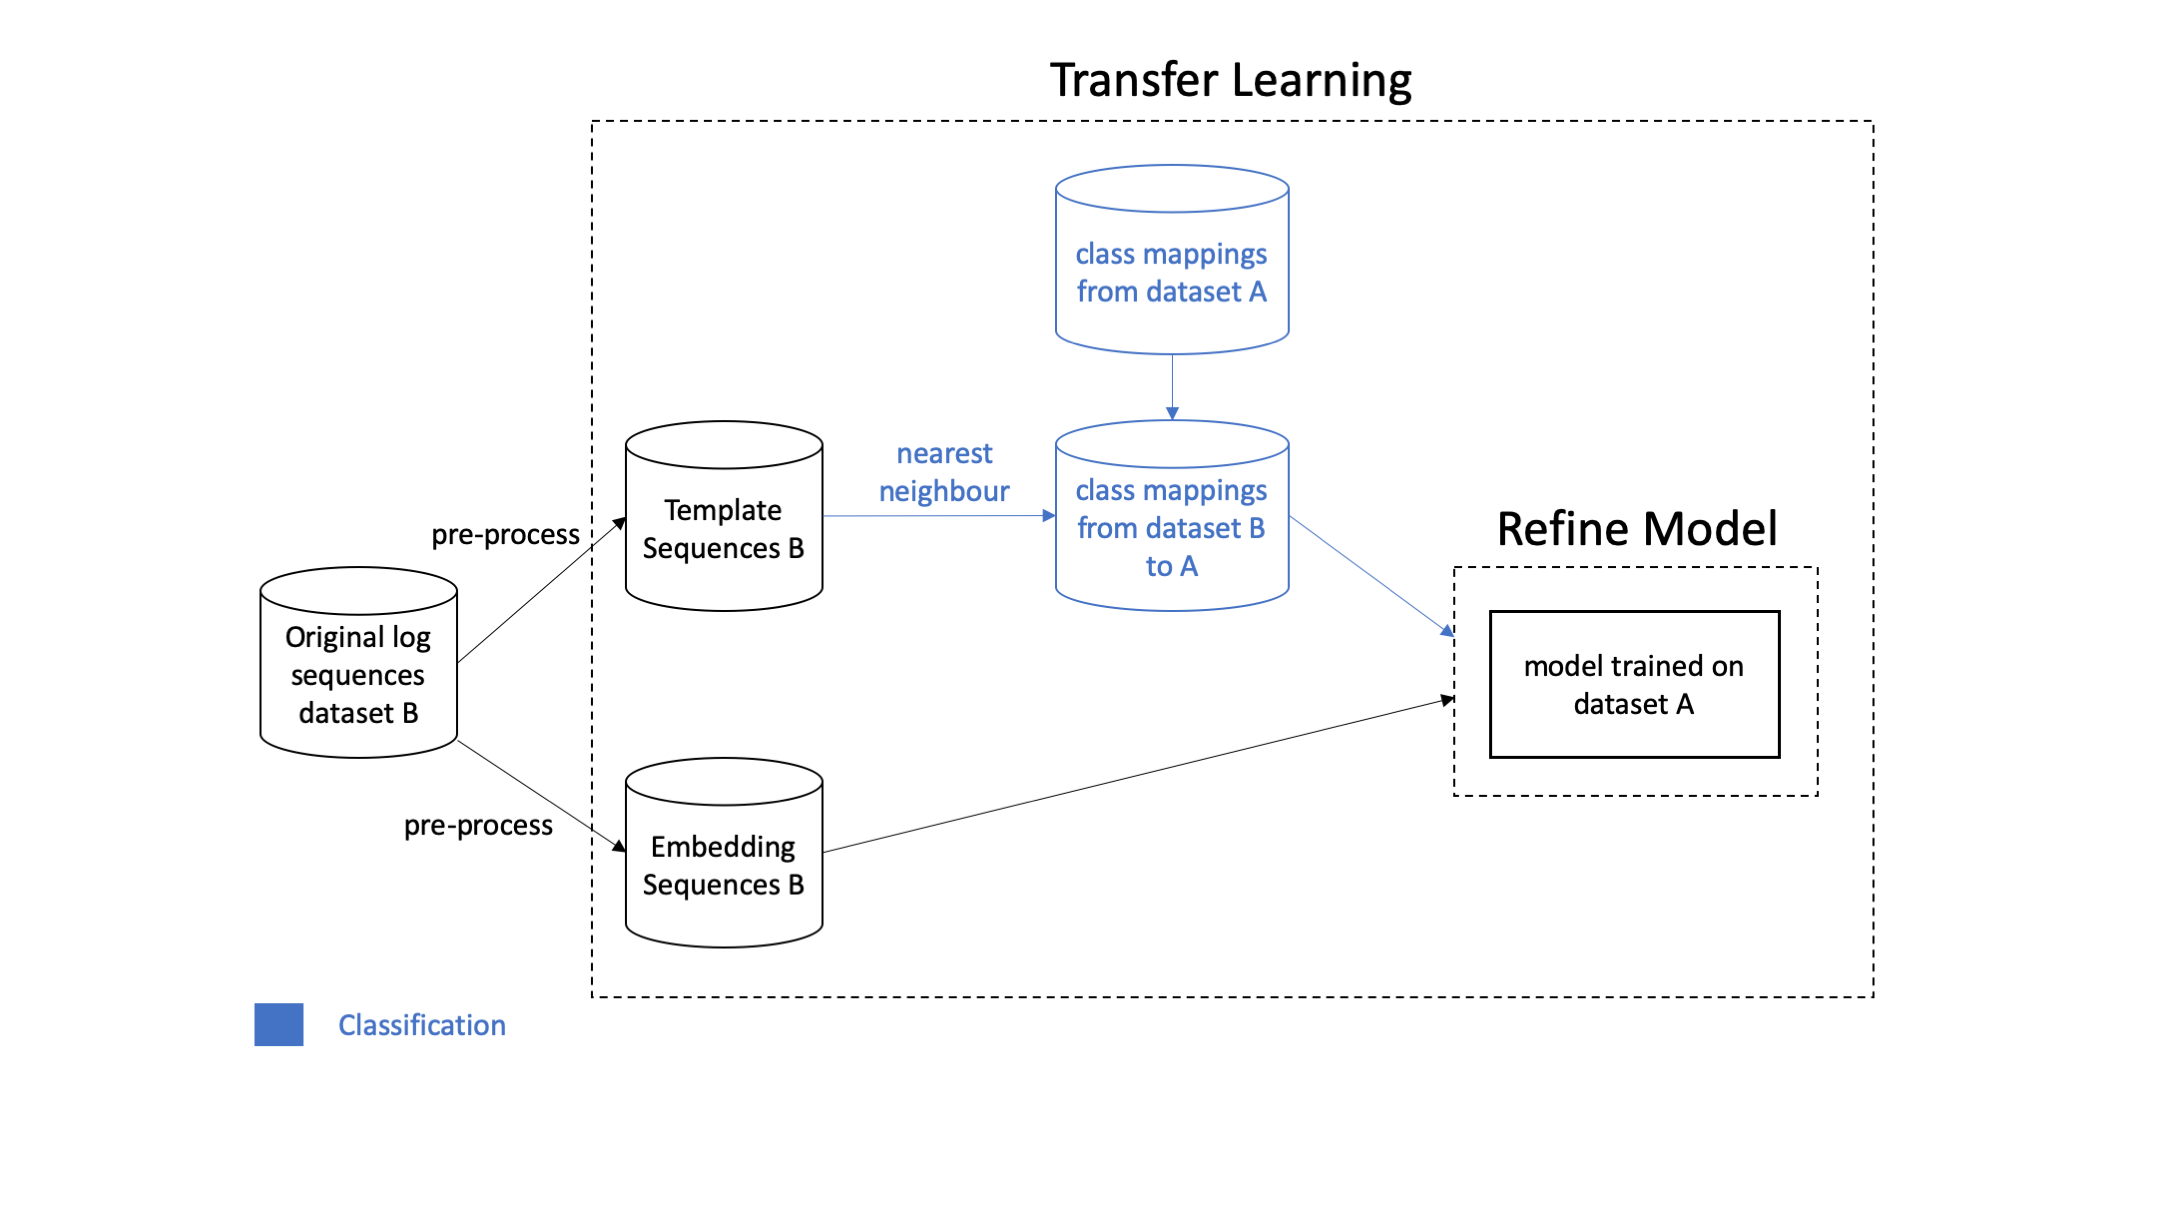 Transfer Learning
class mappings
from dataset A
nearest
neighbour
class mappings
from dataset B
to A
Template
Sequences B
pre-process
Refine Model
model trained on
dataset A
Original log
sequences
dataset B
pre-process
Embedding
Sequences B
Classification